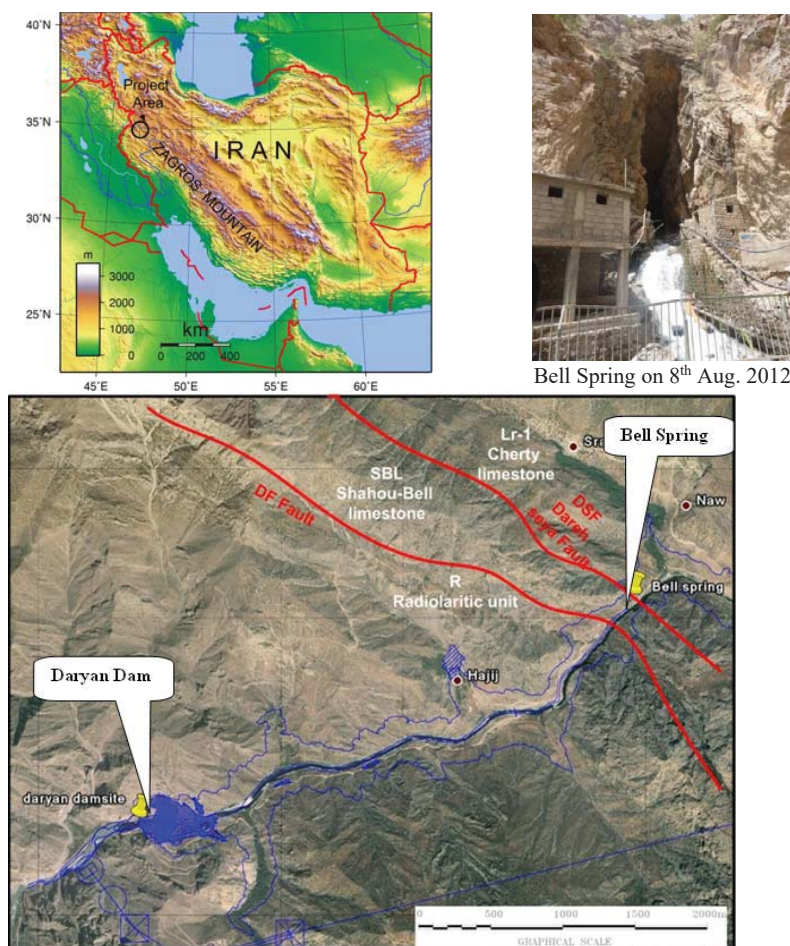 40°N
35°N
30°N
25°N
45°E
50°E
55°E
60°E
Project
Area
IRAN
ZAGROS MOUNTAIN
m
3000
2000
1000
0
km
0 200 400
Bell Spring on 8th Aug. 2012
Lr-1
Cherty
limestone
Bell Spring
SBL
Shahou-Bell
limestone
DF Fault
DSF
Dareh
seya Fault
Naw
Bell spring
R
Radiolaritic unit
Hajij
Daryan Dam
daryan damsite
0 500 1000 1500 2000m
GRAPHICAL SCALE